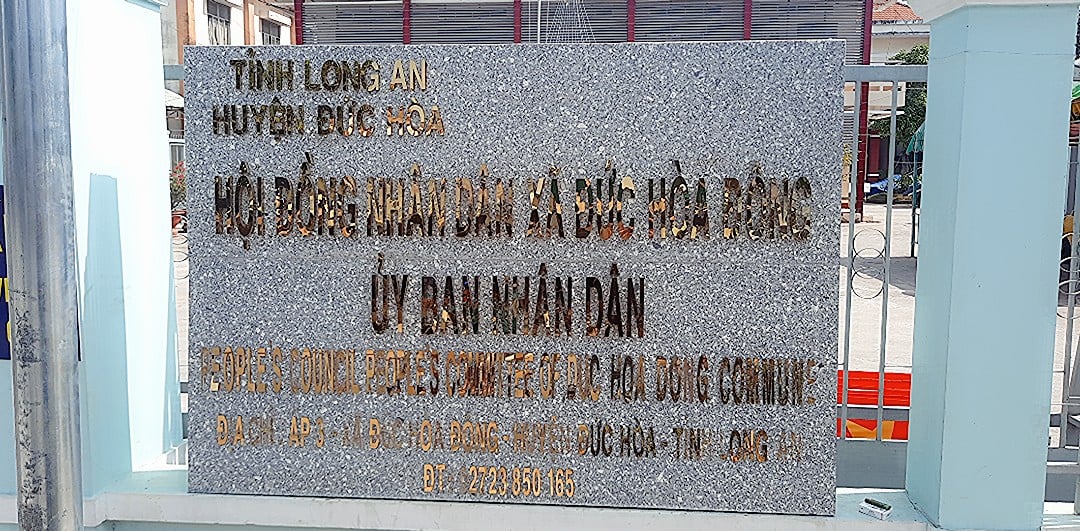 TỈNH LONG AN
HUYỆN ĐỨC HÒA
HỘI ĐỒNG NHÂN DÂN XÃ ĐỨC HÒA ĐÔNG
ỦY BAN NHÂN DÂN
PEOPLE'S COUNCIL PEOPLE'S COMMITTEE OF DUC HOA DONG COMMUNE
ĐỊA CHỈ: ẤP 3 - XÃ ĐỨC HÒA ĐÔNG - HUYỆN ĐỨC HÒA - TỈNH LONG AN
ĐT: 2723 850 165